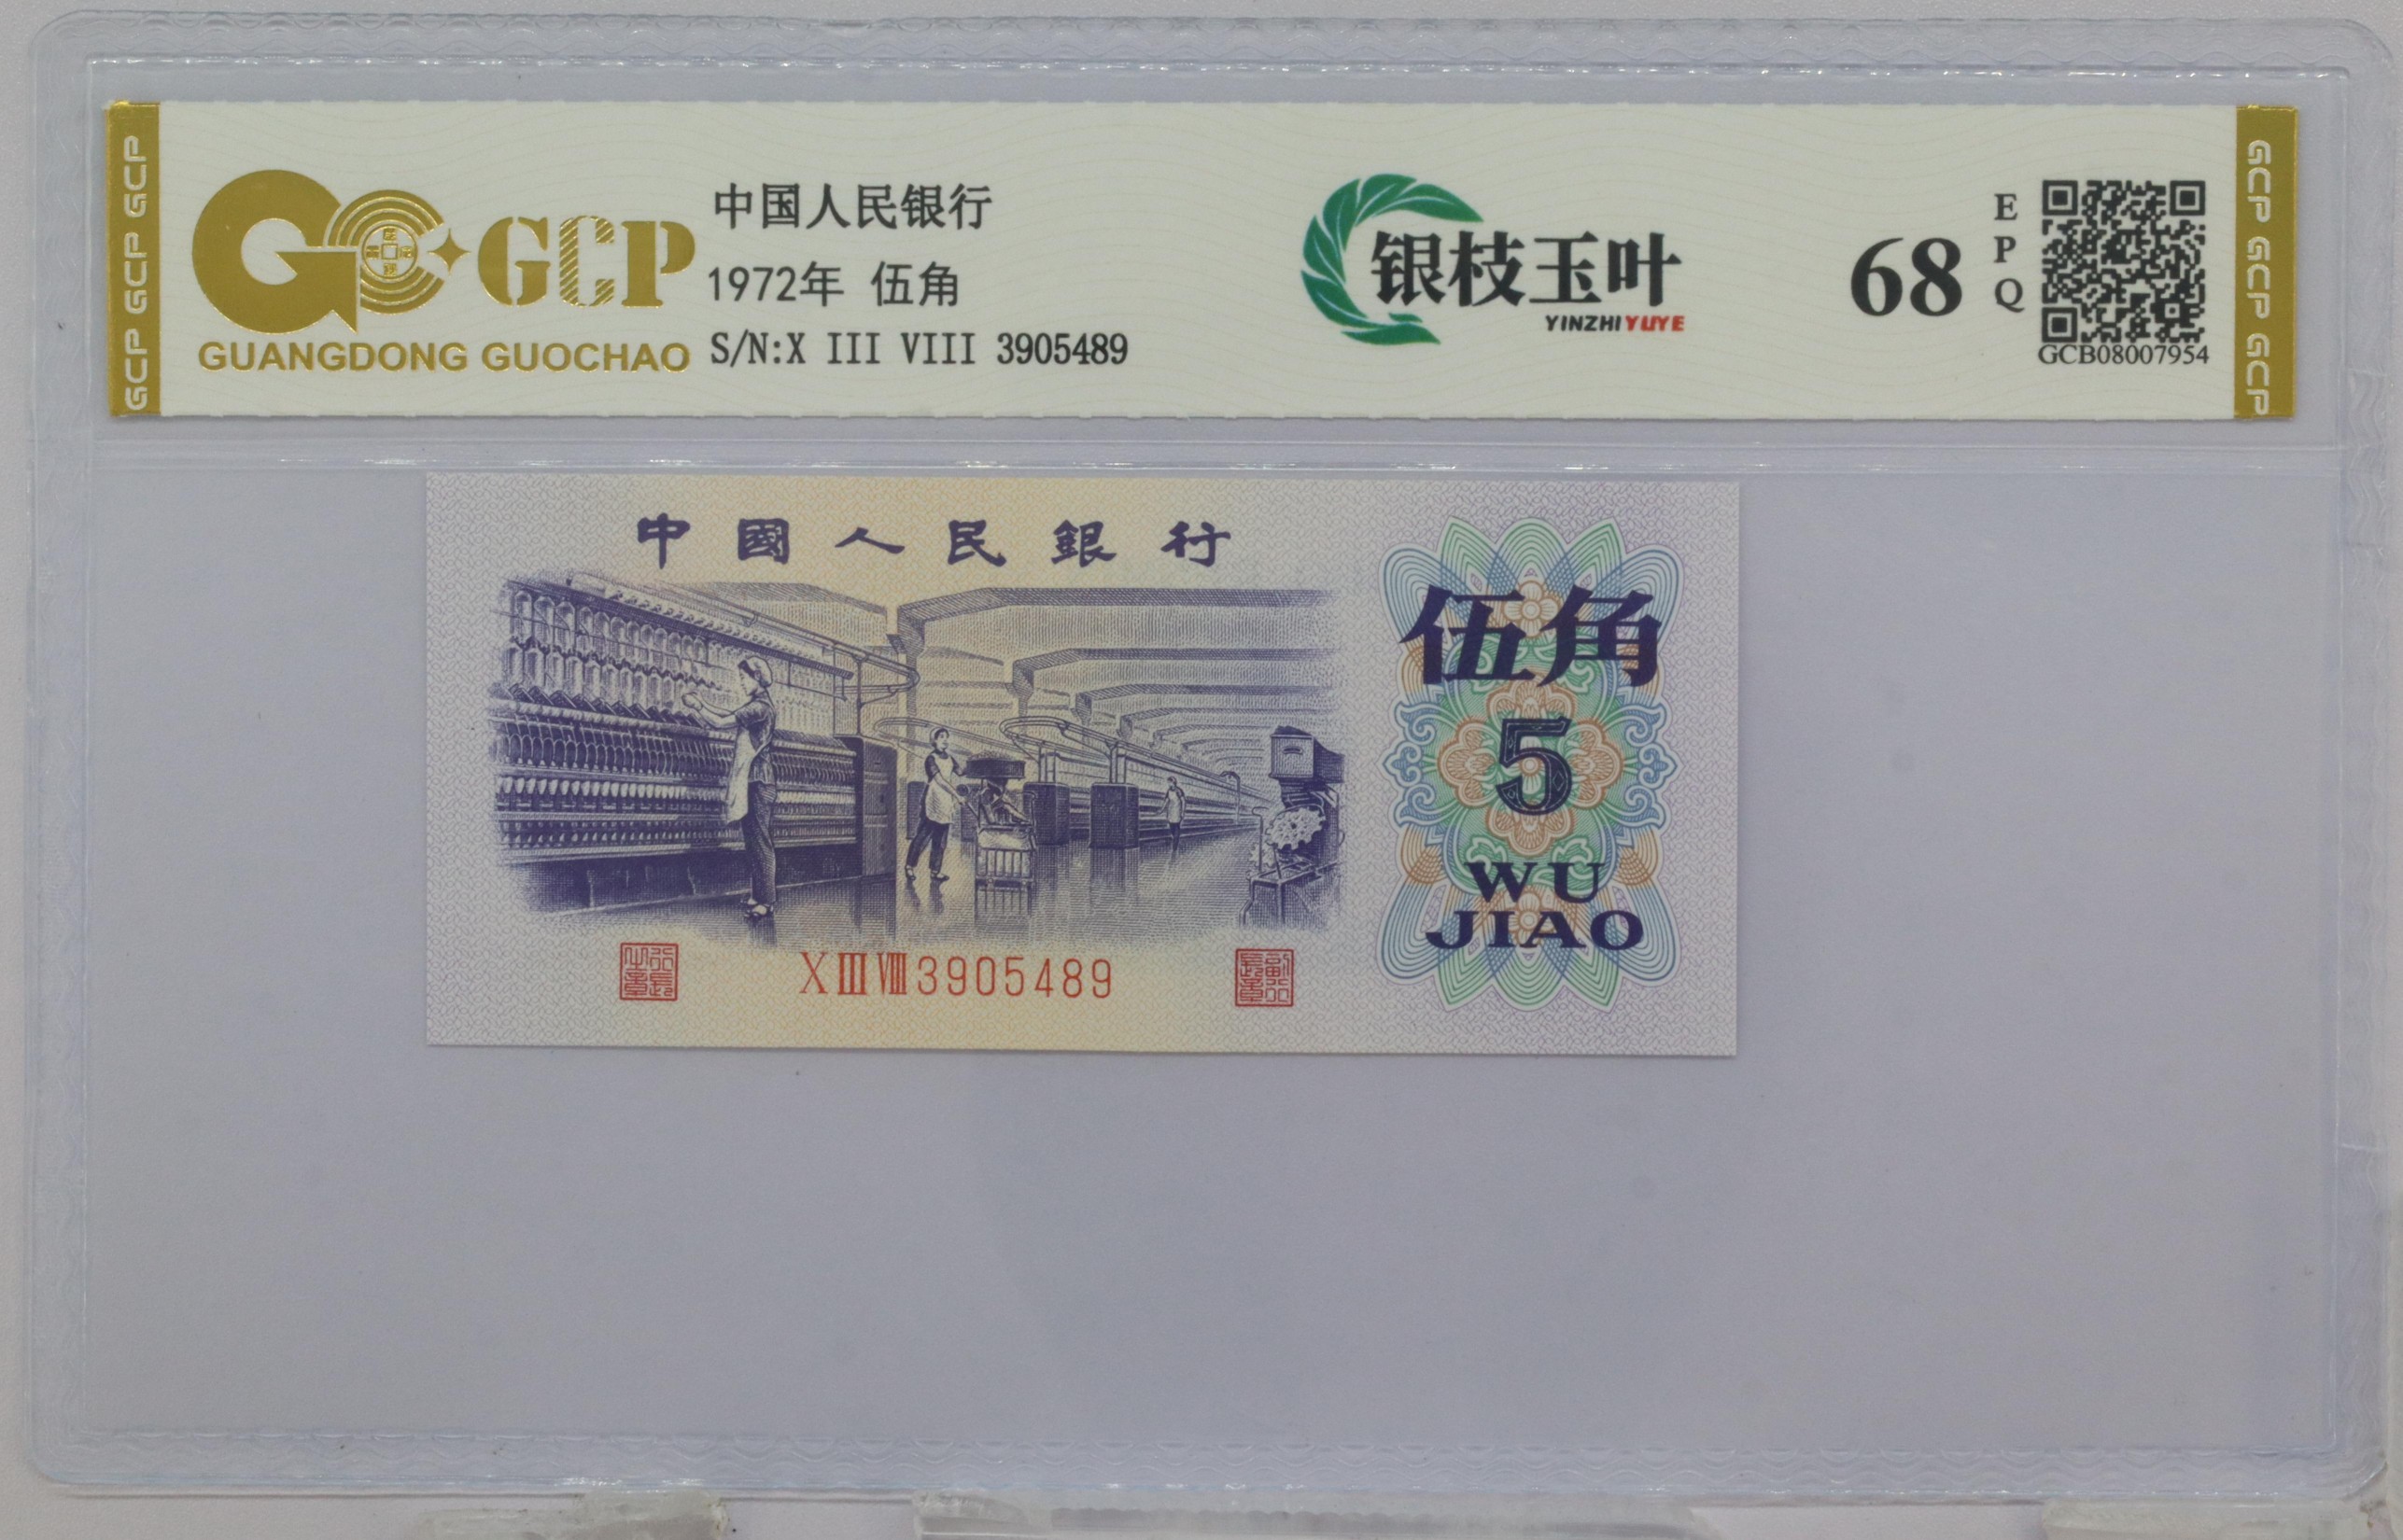 GCP GCP GCP
GCP
GUANGDONG GUOCHAO
中国人民银行
1972年 伍角
S/N:X III VIII 3905489
银枝玉叶
YINZHIYUYE
68
EPQ
GCB08007954
GCP GCP GCP
中國人民銀行
伍角
5
WU
JIAO
XⅢⅧ3905489